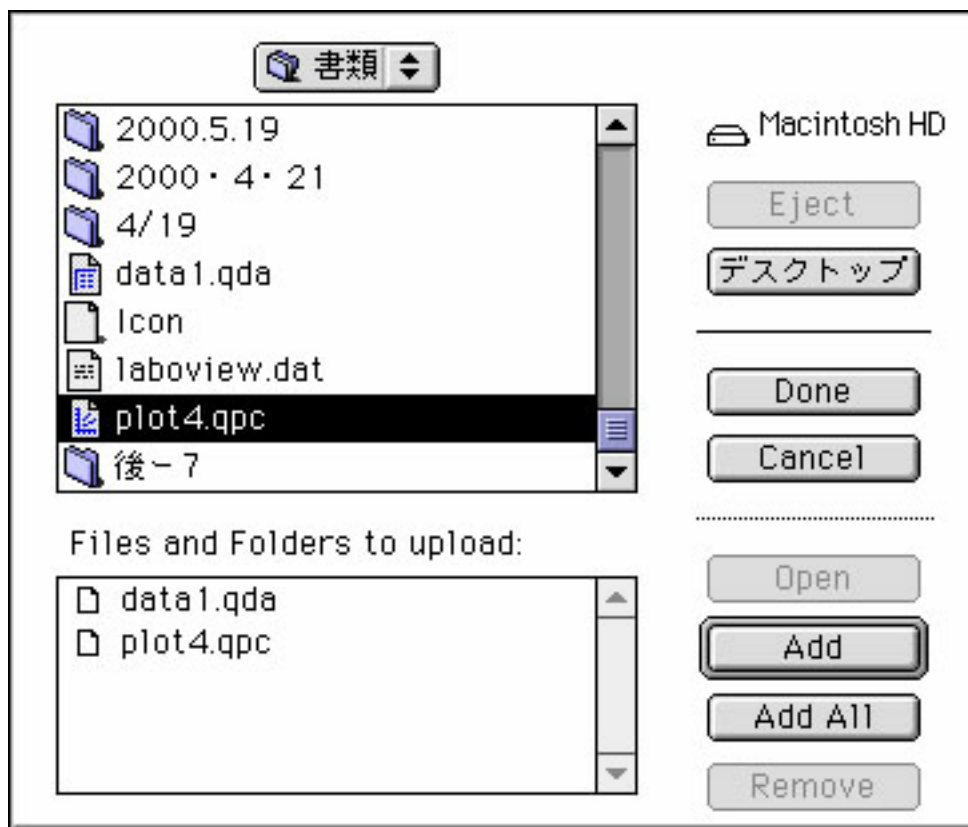 書類
2000.5.19
2000・4・21
4/19
data1.qda
Icon
laboview.dat
plot4.qpc
後〜7
Macintosh HD
Eject
デスクトップ
Done
Cancel
Files and Folders to upload:
data1.qda
plot4.qpc
Open
Add
Add All
Remove